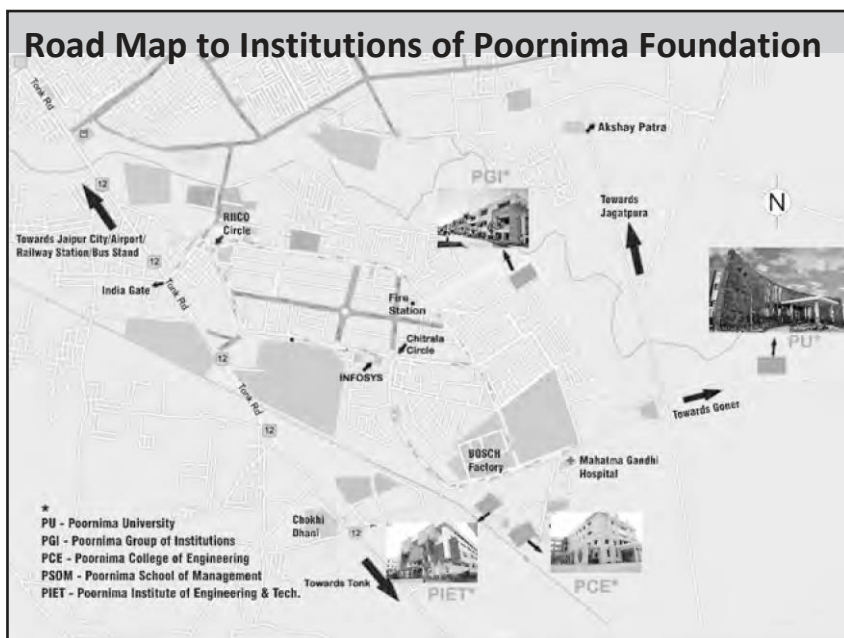 Road Map to Institutions of Poornima Foundation
Tonk Rd
12
Akshay Patra
PGI*
N
Towards
Jagatpura
RIICO
Circle
Towards Jaipur City/Airport/
Railway Station/Bus Stand
12
India Gate
Tonk Rd
Fire
Station
Chitrala
Circle
PU*
INFOSYS
12
Tonk Rd
Towards Goner
12
BOSCH
Factory
Mahatma Gandhi
Hospital
Chokhi
Dhani
12
Towards Tonk
PIET*
PCE*
*
PU - Poornima University
PGI - Poornima Group of Institutions
PCE - Poornima College of Engineering
PSOM - Poornima School of Management
PIET - Poornima Institute of Engineering & Tech.